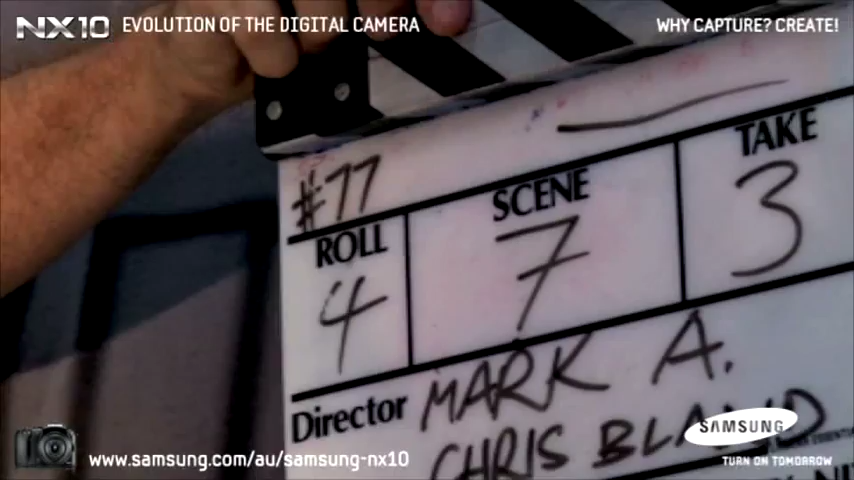 NX10 EVOLUTION OF THE DIGITAL CAMERA
WHY CAPTURE? CREATE!
#77
ROLL SCENE TAKE
4 7 3
Director MARK A.
CHRIS BLAND
SAMSUNG
TURN ON TOMORROW
www.samsung.com/au/samsung-nx10